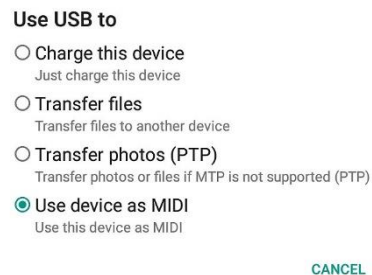 Use USB to
Charge this device
Just charge this device
Transfer files
Transfer files to another device
Transfer photos (PTP)
Transfer photos or files if MTP is not supported (PTP)
Use device as MIDI
Use this device as MIDI
CANCEL